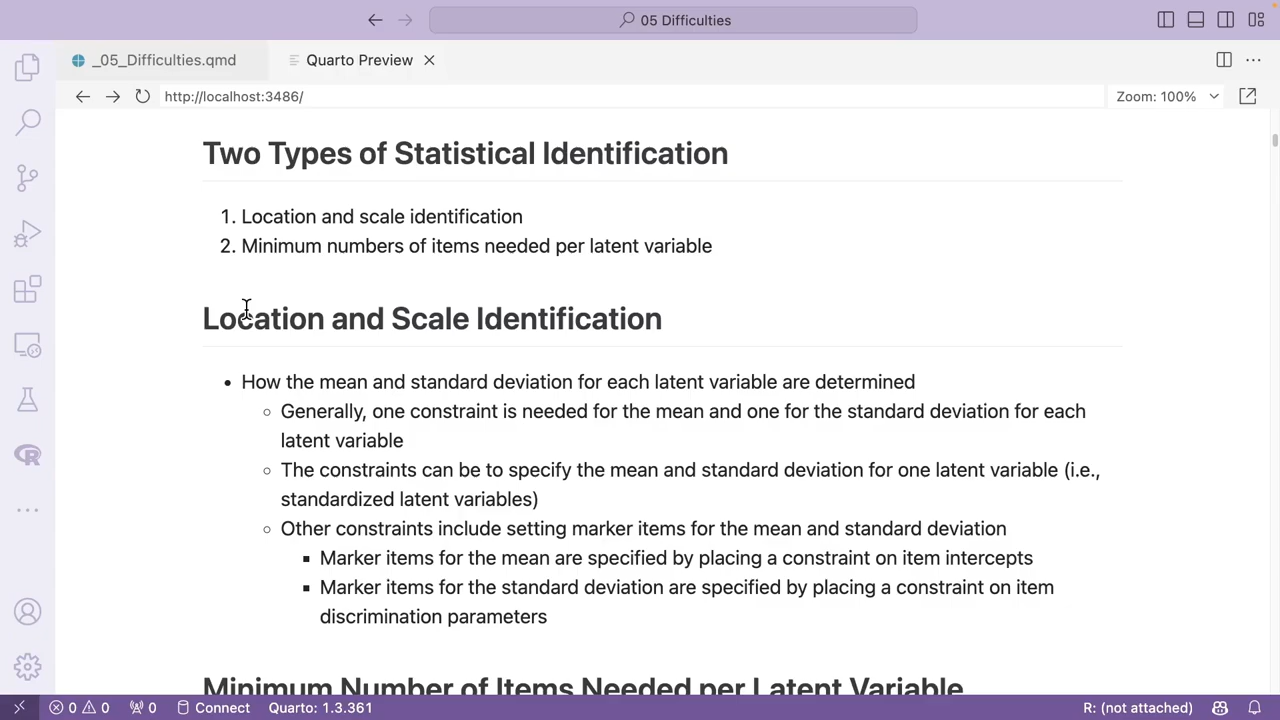 05 Difficulties
_05_Difficulties.qmd
Quarto Preview
http://localhost:3486/
Zoom: 100%
Two Types of Statistical Identification
1. Location and scale identification
2. Minimum numbers of items needed per latent variable
Location and Scale Identification
• How the mean and standard deviation for each latent variable are determined
○ Generally, one constraint is needed for the mean and one for the standard deviation for each
latent variable
○ The constraints can be to specify the mean and standard deviation for one latent variable (i.e.,
standardized latent variables)
○ Other constraints include setting marker items for the mean and standard deviation
▪ Marker items for the mean are specified by placing a constraint on item intercepts
▪ Marker items for the standard deviation are specified by placing a constraint on item
discrimination parameters
Minimum Number of Items Needed per Latent Variable
0 0 0 Connect Quarto: 1.3.361 R: (not attached)